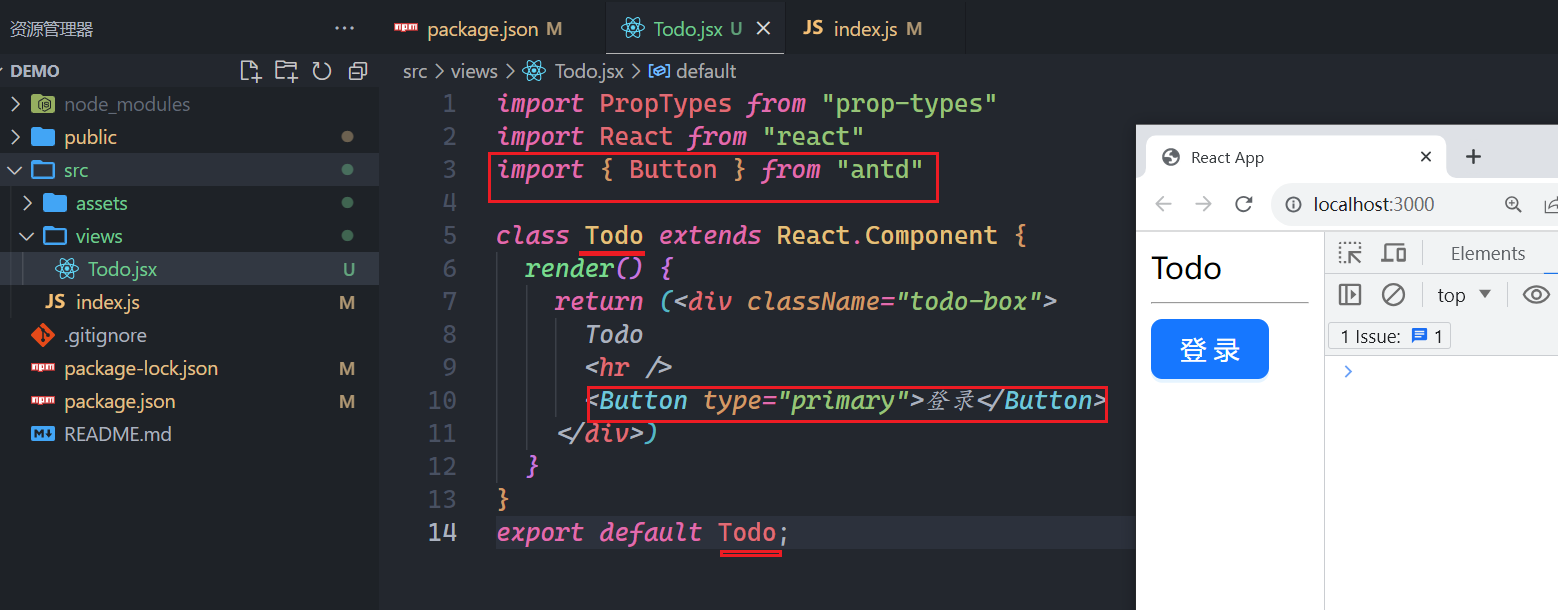 资源管理器 ···
npm package.json M Todo.jsx U × JS index.js M
DEMO
src > views > Todo.jsx > default
node_modules
public
src
assets
views
Todo.jsx U
JS index.js M
.gitignore
npm package-lock.json M
npm package.json M
README.md
1 import PropTypes from "prop-types"
2 import React from "react"
3 import { Button } from "antd"
4
5 class Todo extends React.Component {
6 render() {
7 return (<div className="todo-box">
8 Todo
9 <hr />
10 <Button type="primary">登录</Button>
11 </div>)
12 }
13 }
14 export default Todo;
React App × +
localhost:3000
Todo
登 录
Elements
top
1 Issue: 1